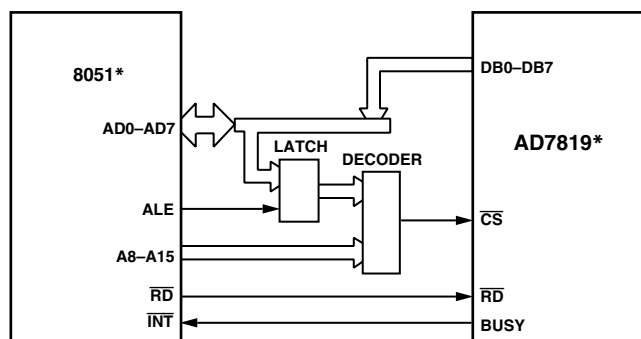 8051*
DB0–DB7
AD0–AD7
AD7819*
LATCH
DECODER
ALE
CS
A8–A15
RD
RD
INT
BUSY